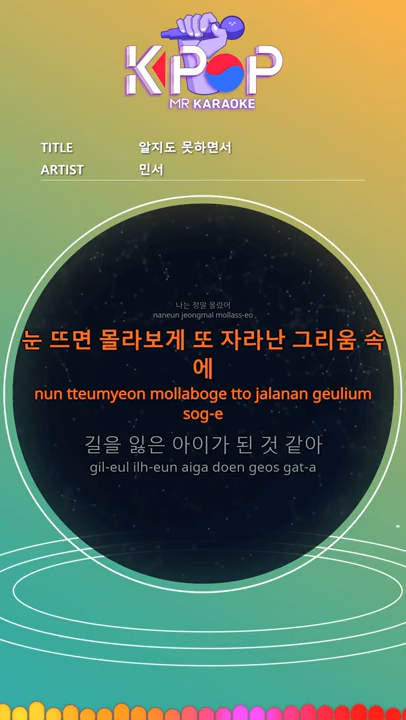 KPOP
MR KARAOKE
TITLE 알지도 못하면서
ARTIST 민서
나는 정말 몰랐어
naneun jeongmal mollass-eo
눈 뜨면 몰라보게 또 자라난 그리움 속
에
nun tteumyeon mollaboge tto jalanan geulium
sog-e
길을 잃은 아이가 된 것 같아
gil-eul ilh-eun aiga doen geos gat-a